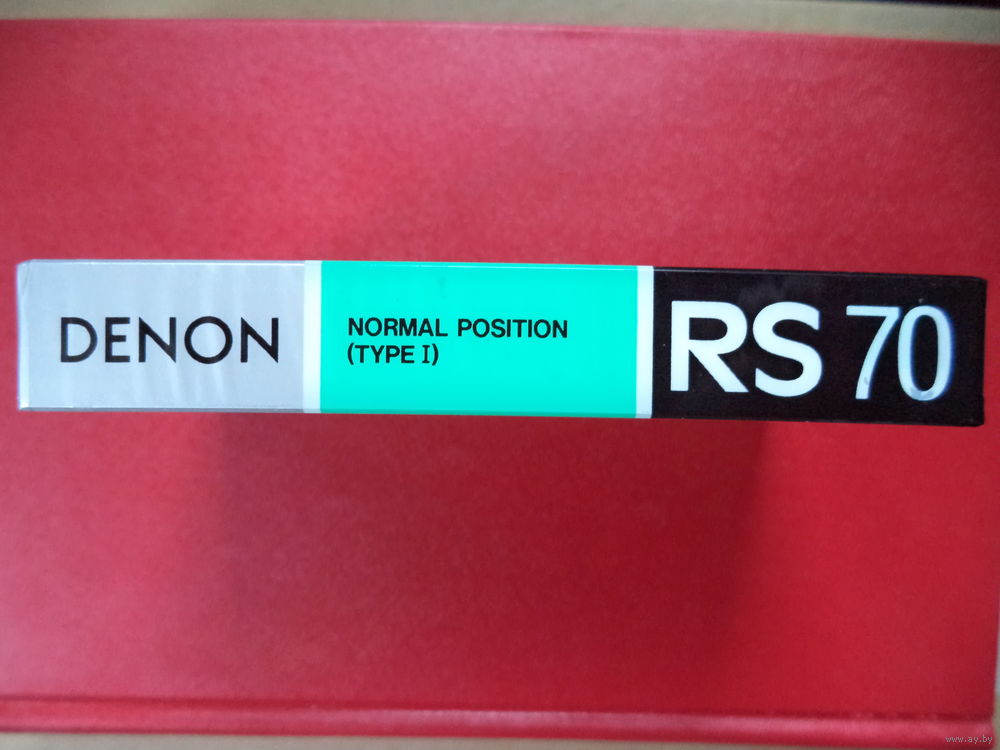 DENON
NORMAL POSITION
(TYPE I)
RS 70
www.ay.by